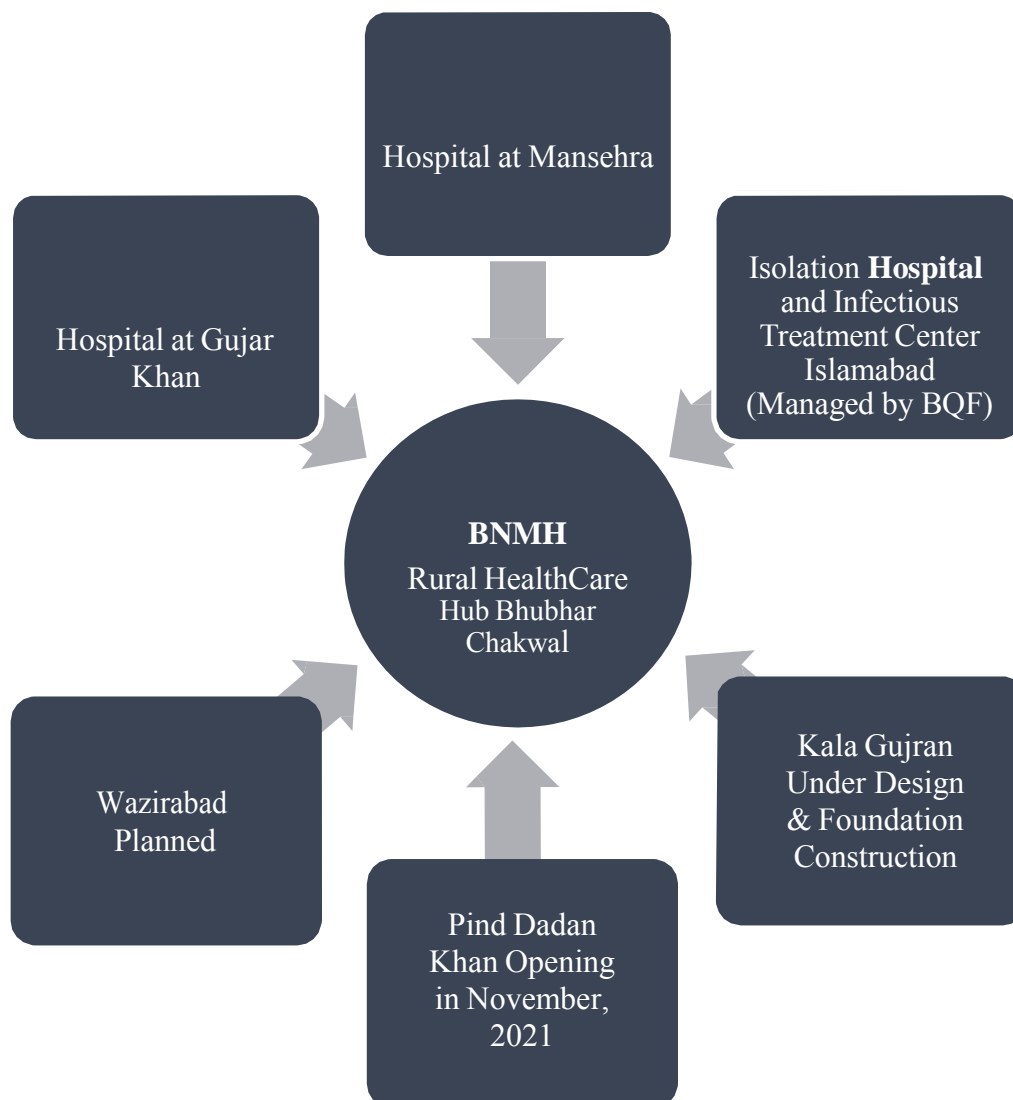 Hospital at Mansehra
Hospital at Gujar
Khan
Isolation Hospital
and Infectious
Treatment Center
Islamabad
(Managed by BQF)
BNMH
Rural HealthCare
Hub Bhubhar
Chakwal
Wazirabad
Planned
Kala Gujran
Under Design
& Foundation
Construction
Pind Dadan
Khan Opening
in November,
2021